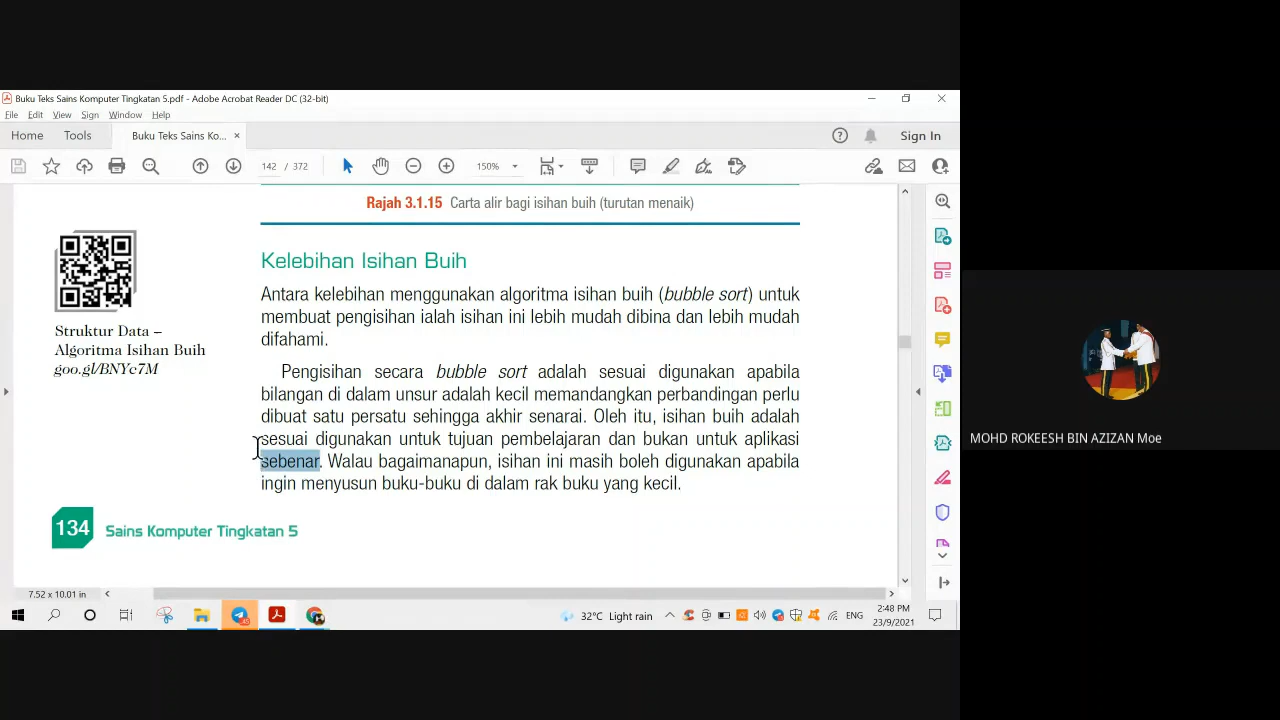 Buku Teks Sains Komputer Tingkatan 5.pdf - Adobe Acrobat Reader DC (32-bit)
File Edit View Sign Window Help
Home Tools Buku Teks Sains Ko... × Sign In
142 / 372 150%
Rajah 3.1.15 Carta alir bagi isihan buih (turutan menaik)
Kelebihan Isihan Buih
Antara kelebihan menggunakan algoritma isihan buih (bubble sort) untuk
membuat pengisihan ialah isihan ini lebih mudah dibina dan lebih mudah
difahami.
Pengisihan secara bubble sort adalah sesuai digunakan apabila
bilangan di dalam unsur adalah kecil memandangkan perbandingan perlu
dibuat satu persatu sehingga akhir senarai. Oleh itu, isihan buih adalah
sesuai digunakan untuk tujuan pembelajaran dan bukan untuk aplikasi
sebenar. Walau bagaimanapun, isihan ini masih boleh digunakan apabila
ingin menyusun buku-buku di dalam rak buku yang kecil.
Struktur Data –
Algoritma Isihan Buih
goo.gl/BNYc7M
134 Sains Komputer Tingkatan 5
7.52 x 10.01 in
32°C Light rain ENG 2:48 PM
23/9/2021
MOHD ROKEESH BIN AZIZAN Moe